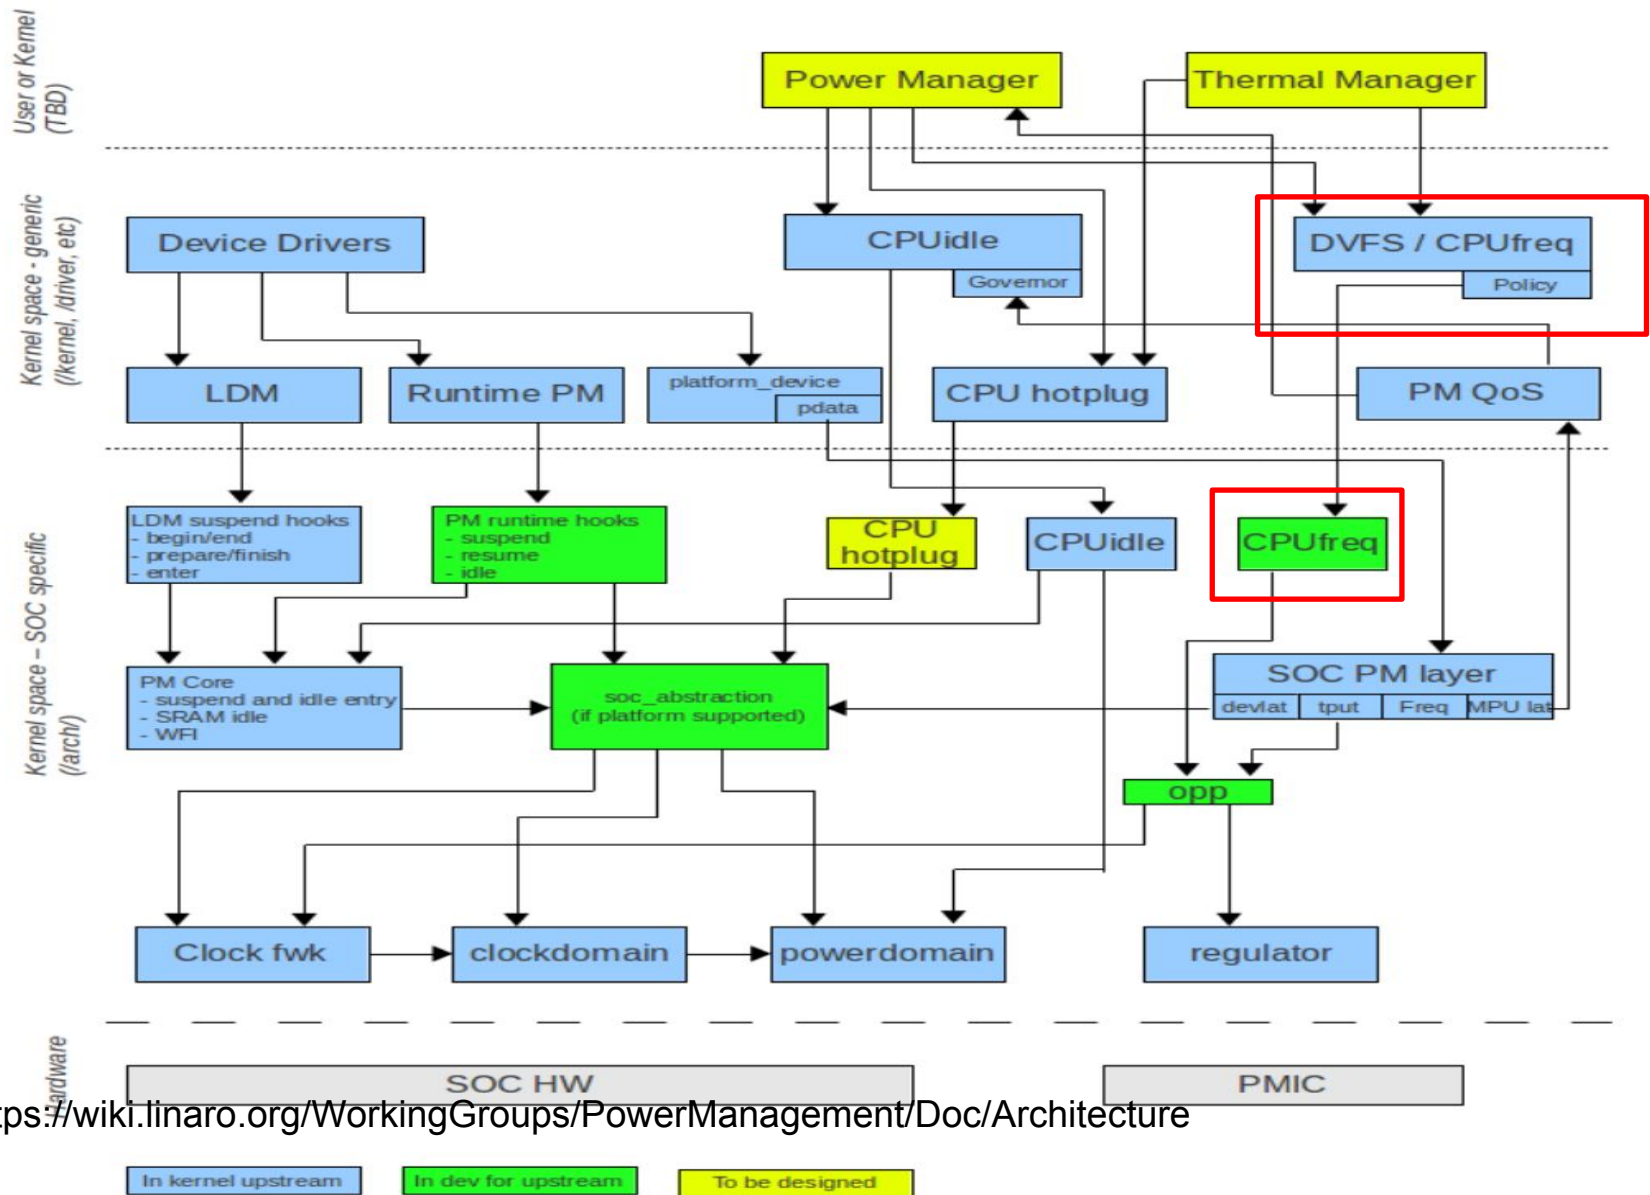 User or Kernel
(TBD)
Power Manager
Thermal Manager
Kernel space - generic
(/kernel, /driver, etc)
Device Drivers
CPUidle
Governor
DVFS / CPUfreq
Policy
LDM
Runtime PM
platform_device
pdata
CPU hotplug
PM QoS
Kernel space – SOC specific
(/arch/)
LDM suspend hooks
- begin/end
- prepare/finish
- enter
PM runtime hooks
- suspend
- resume
- idle
CPU
hotplug
CPUidle
CPUfreq
PM Core
- suspend and idle entry
- SRAM idle
- WFI
soc_abstraction
(if platform supported)
SOC PM layer
devlat
tput
Freq
MPU lat
opp
Clock fwk
clockdomain
powerdomain
regulator
Hardware
SOC HW
PMIC
tps://wiki.linaro.org/WorkingGroups/PowerManagement/Doc/Architecture
In kernel upstream
In dev for upstream
To be designed